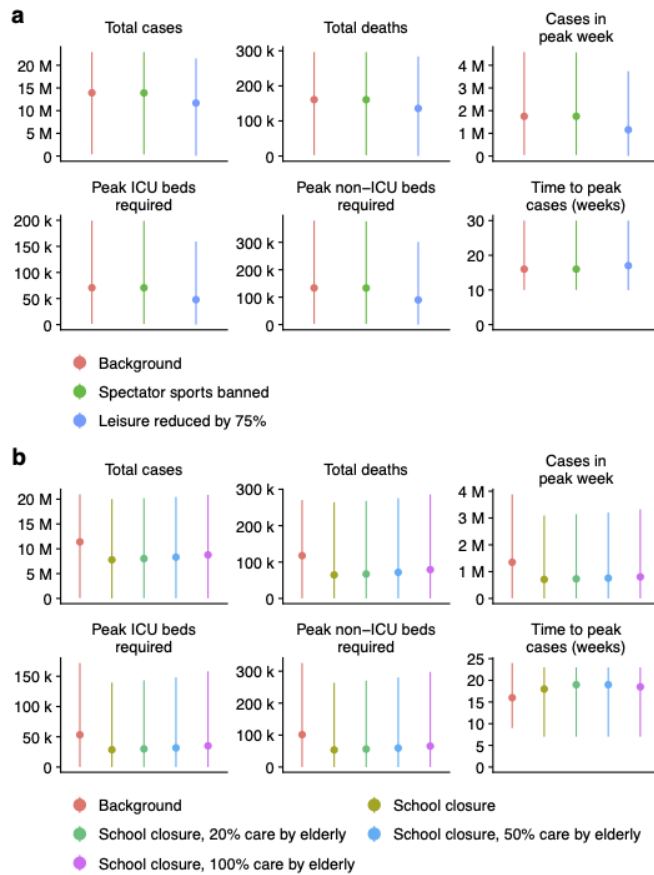 a
Total cases
Total deaths
Cases in
peak week
20 M
15 M
10 M
5 M
0
300 k
200 k
100 k
0
4 M
3 M
2 M
1 M
0
Peak ICU beds
required
Peak non–ICU beds
required
Time to peak
cases (weeks)
200 k
150 k
100 k
50 k
0
300 k
200 k
100 k
0
30
20
10
0
Background
Spectator sports banned
Leisure reduced by 75%
b
Total cases
Total deaths
Cases in
peak week
20 M
15 M
10 M
5 M
0
300 k
200 k
100 k
0
4 M
3 M
2 M
1 M
0
Peak ICU beds
required
Peak non–ICU beds
required
Time to peak
cases (weeks)
150 k
100 k
50 k
0
300 k
200 k
100 k
0
25
20
15
10
5
0
Background
School closure
School closure, 20% care by elderly
School closure, 50% care by elderly
School closure, 100% care by elderly